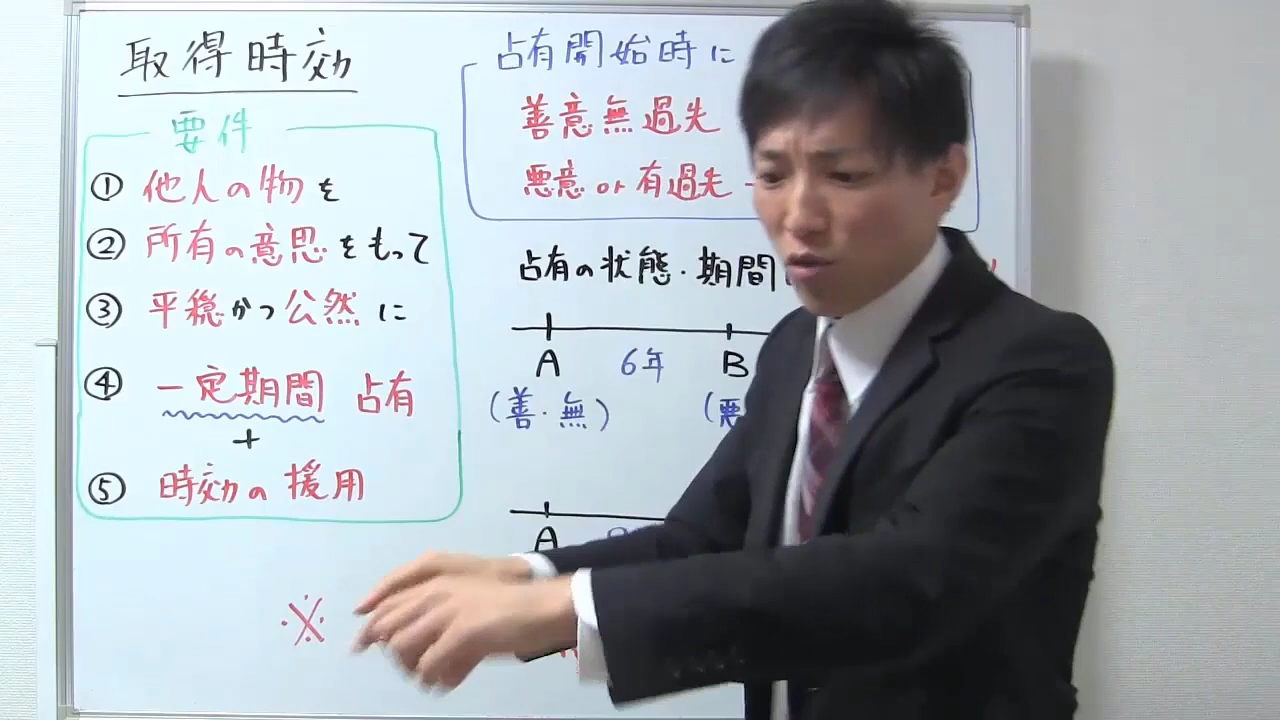 取得時効
要件
① 他人の物を
② 所有の意思をもって
③ 平穏かつ公然に
④ 一定期間 占有
+
⑤ 時効の援用
※
占有開始時に
善意無過失
悪意or有過失 -
占有の状態・期間
A 6年 B
(善・無) (悪
A